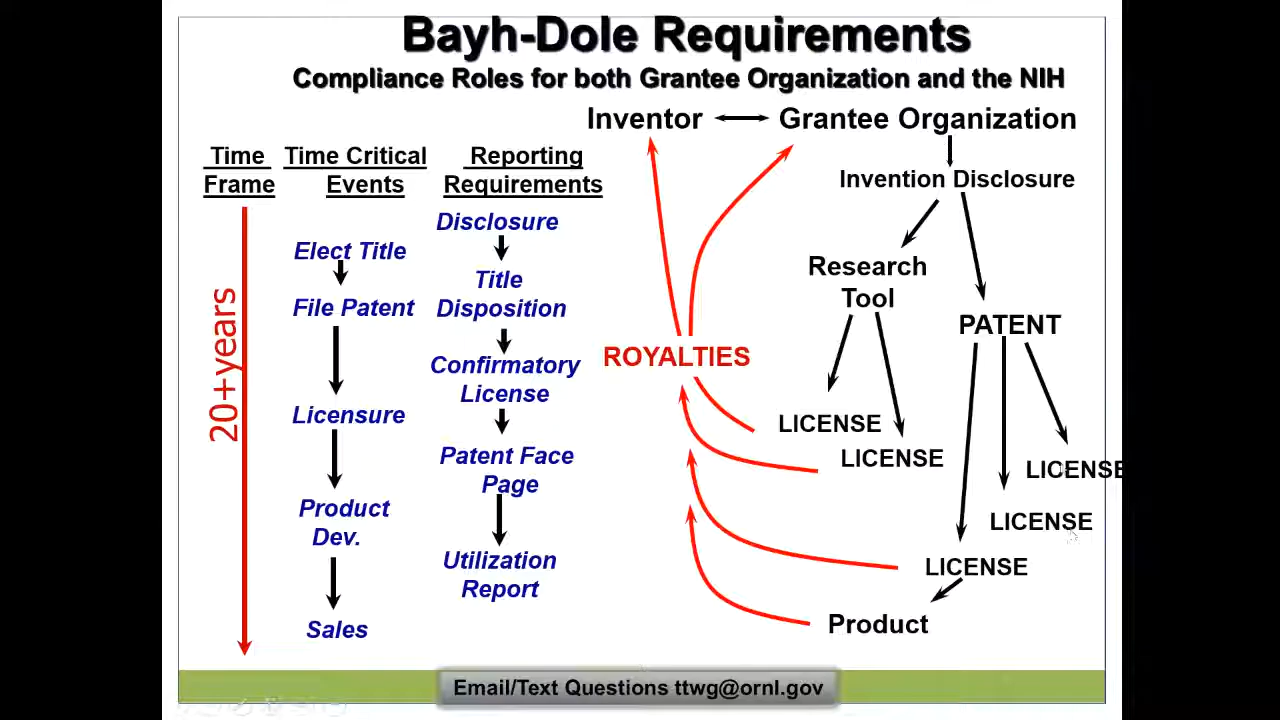 Bayh-Dole Requirements
Compliance Roles for both Grantee Organization and the NIH
Inventor
Grantee Organization
Time
Frame
Time Critical
Events
Reporting
Requirements
20+years
Elect Title
File Patent
Licensure
Product
Dev.
Sales
Disclosure
Title
Disposition
Confirmatory
License
Patent Face
Page
Utilization
Report
ROYALTIES
Invention Disclosure
Research
Tool
PATENT
LICENSE
LICENSE
LICENSE
LICENSE
LICENSE
Product
Email/Text Questions ttwg@ornl.gov